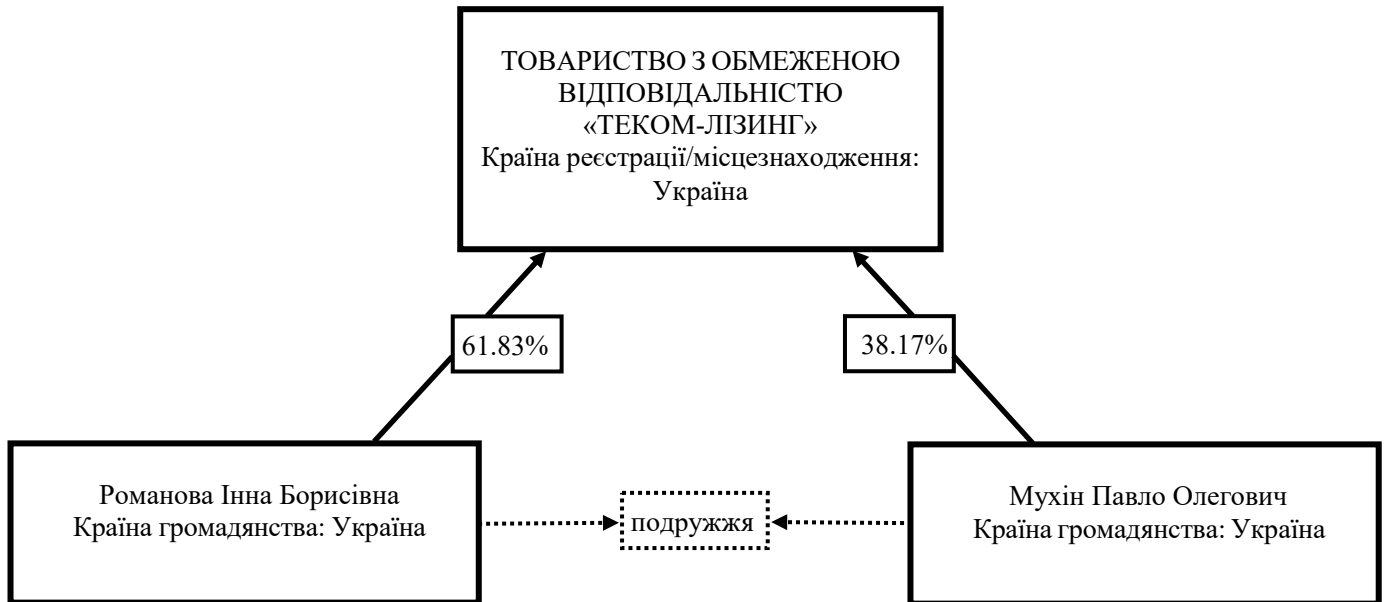 ТОВАРИСТВО З ОБМЕЖЕНОЮ
ВІДПОВІДАЛЬНІСТЮ
«ТЕКОМ-ЛІЗИНГ»
Країна реєстрації/місцезнаходження:
Україна
61.83%
38.17%
Романова Інна Борисівна
Країна громадянства: Україна
подружжя
Мухін Павло Олегович
Країна громадянства: Україна